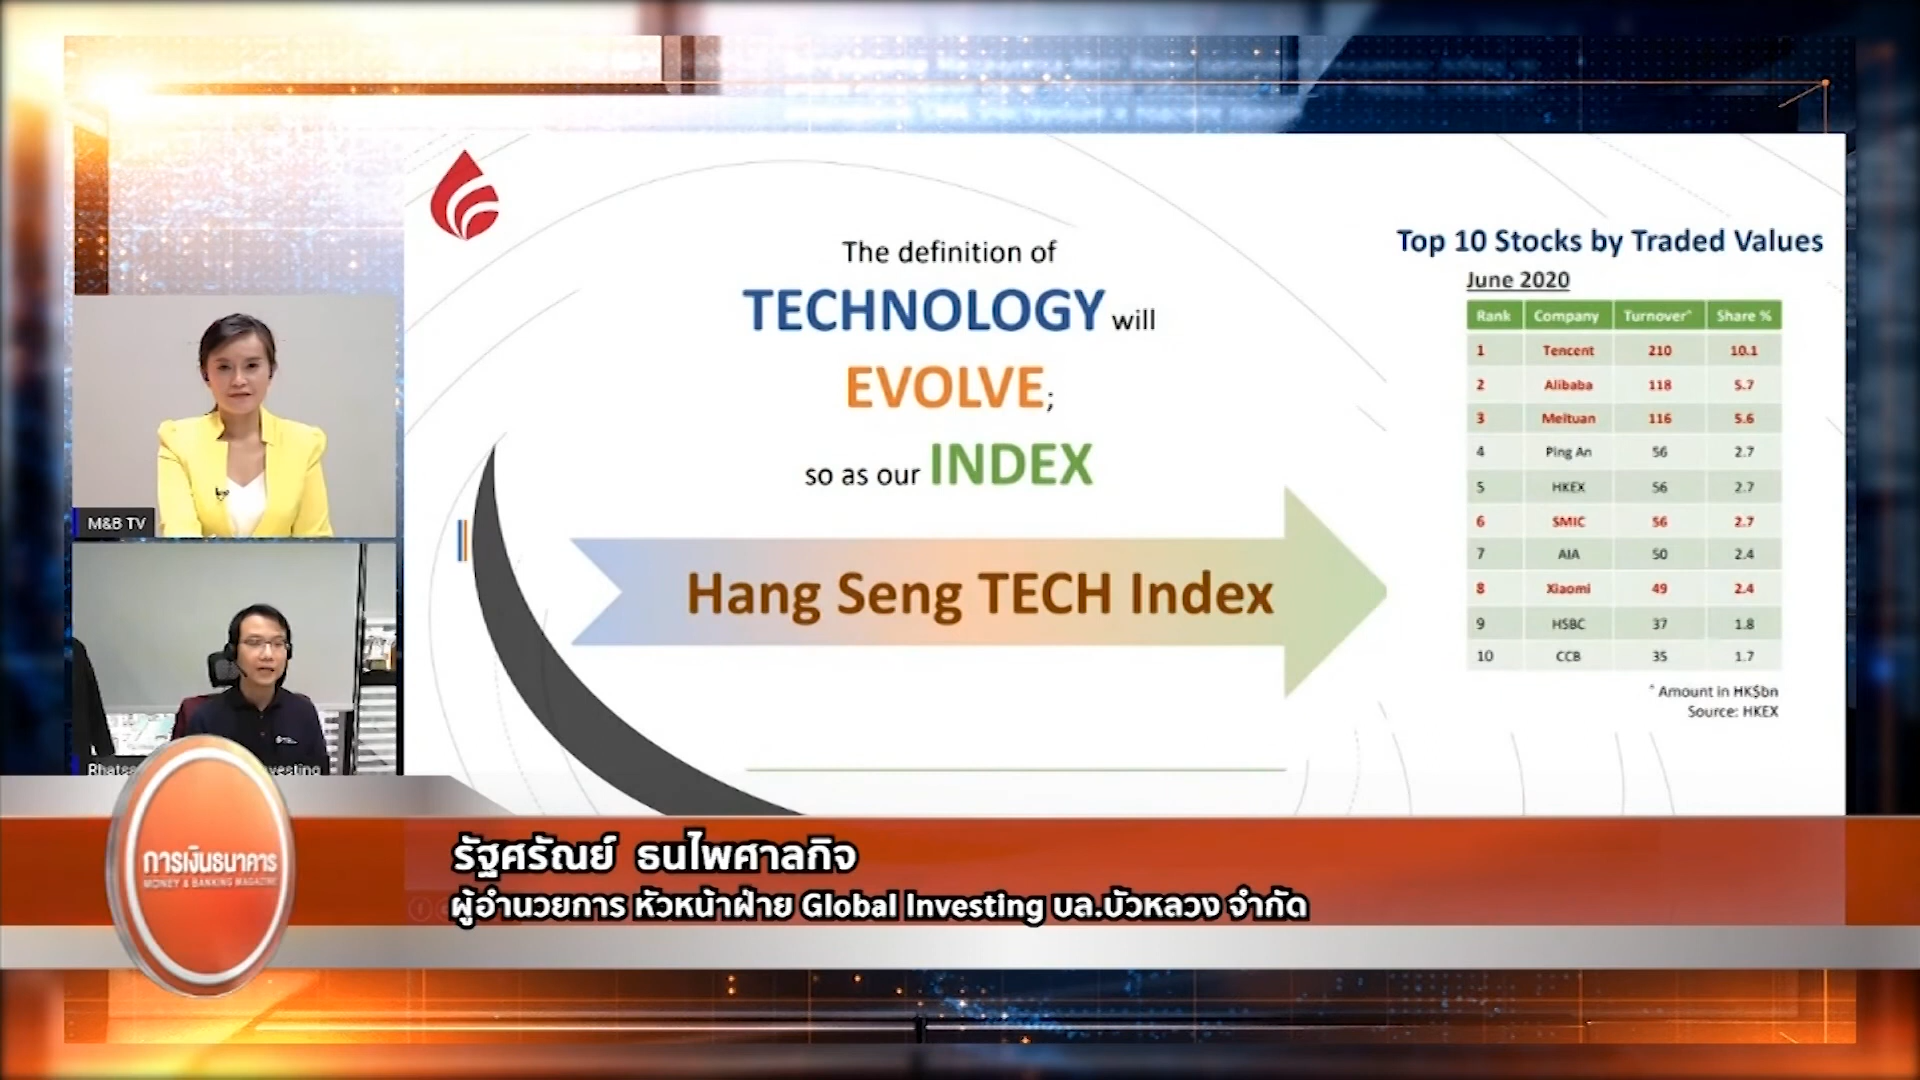 The definition of
TECHNOLOGY will
EVOLVE;
so as our INDEX
Hang Seng TECH Index
Top 10 Stocks by Traded Values
June 2020
Rank Company Turnover^ Share %
1 Tencent 210 10.1
2 Alibaba 118 5.7
3 Meituan 116 5.6
4 Ping An 56 2.7
5 HKEX 56 2.7
6 SMIC 56 2.7
7 AIA 50 2.4
8 Xiaomi 49 2.4
9 HSBC 37 1.8
10 CCB 35 1.7
^ Amount in HK$bn
Source: HKEX
M&B TV
การเงินธนาคาร
MONEY & BANKING MAGAZINE
รัฐศรัณย์ ธนไพศาลกิจ
ผู้อำนวยการ หัวหน้าฝ่าย Global Investing บล.บัวหลวง จำกัด